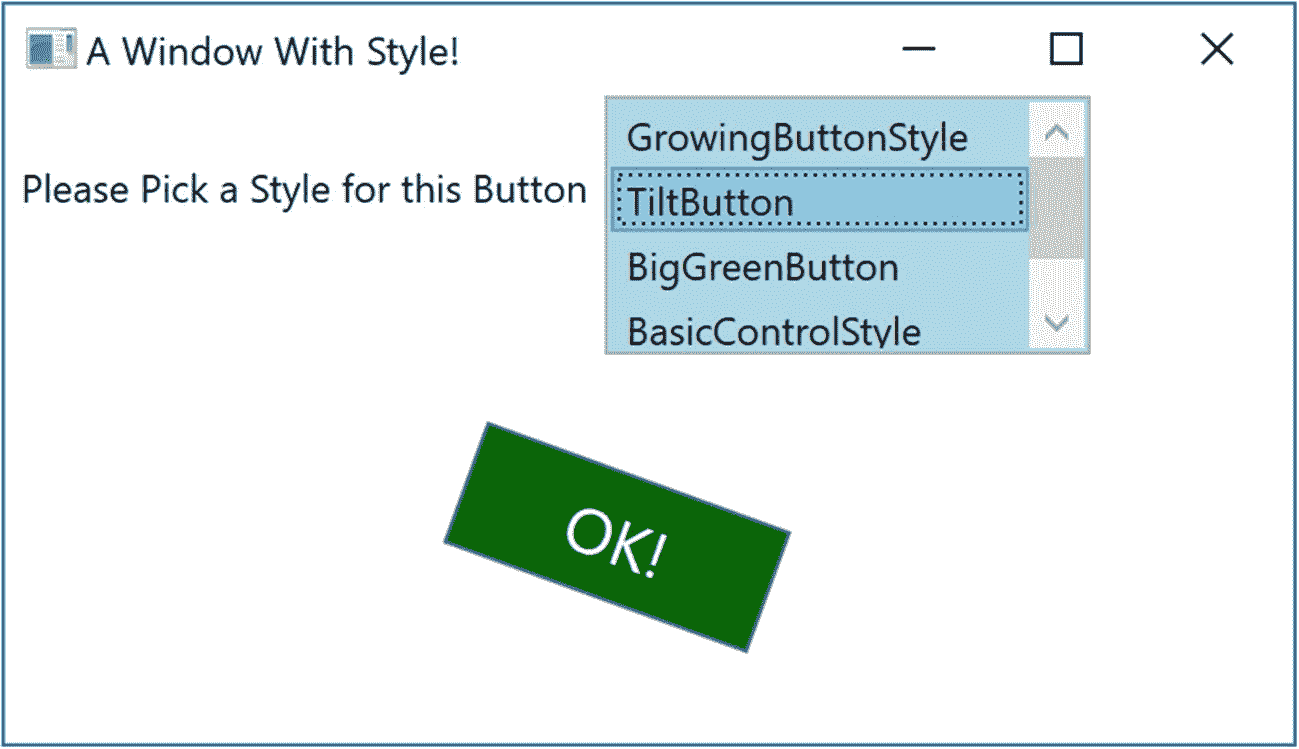 A Window With Style!
Please Pick a Style for this Button
GrowingButtonStyle
TiltButton
BigGreenButton
BasicControlStyle
OK!